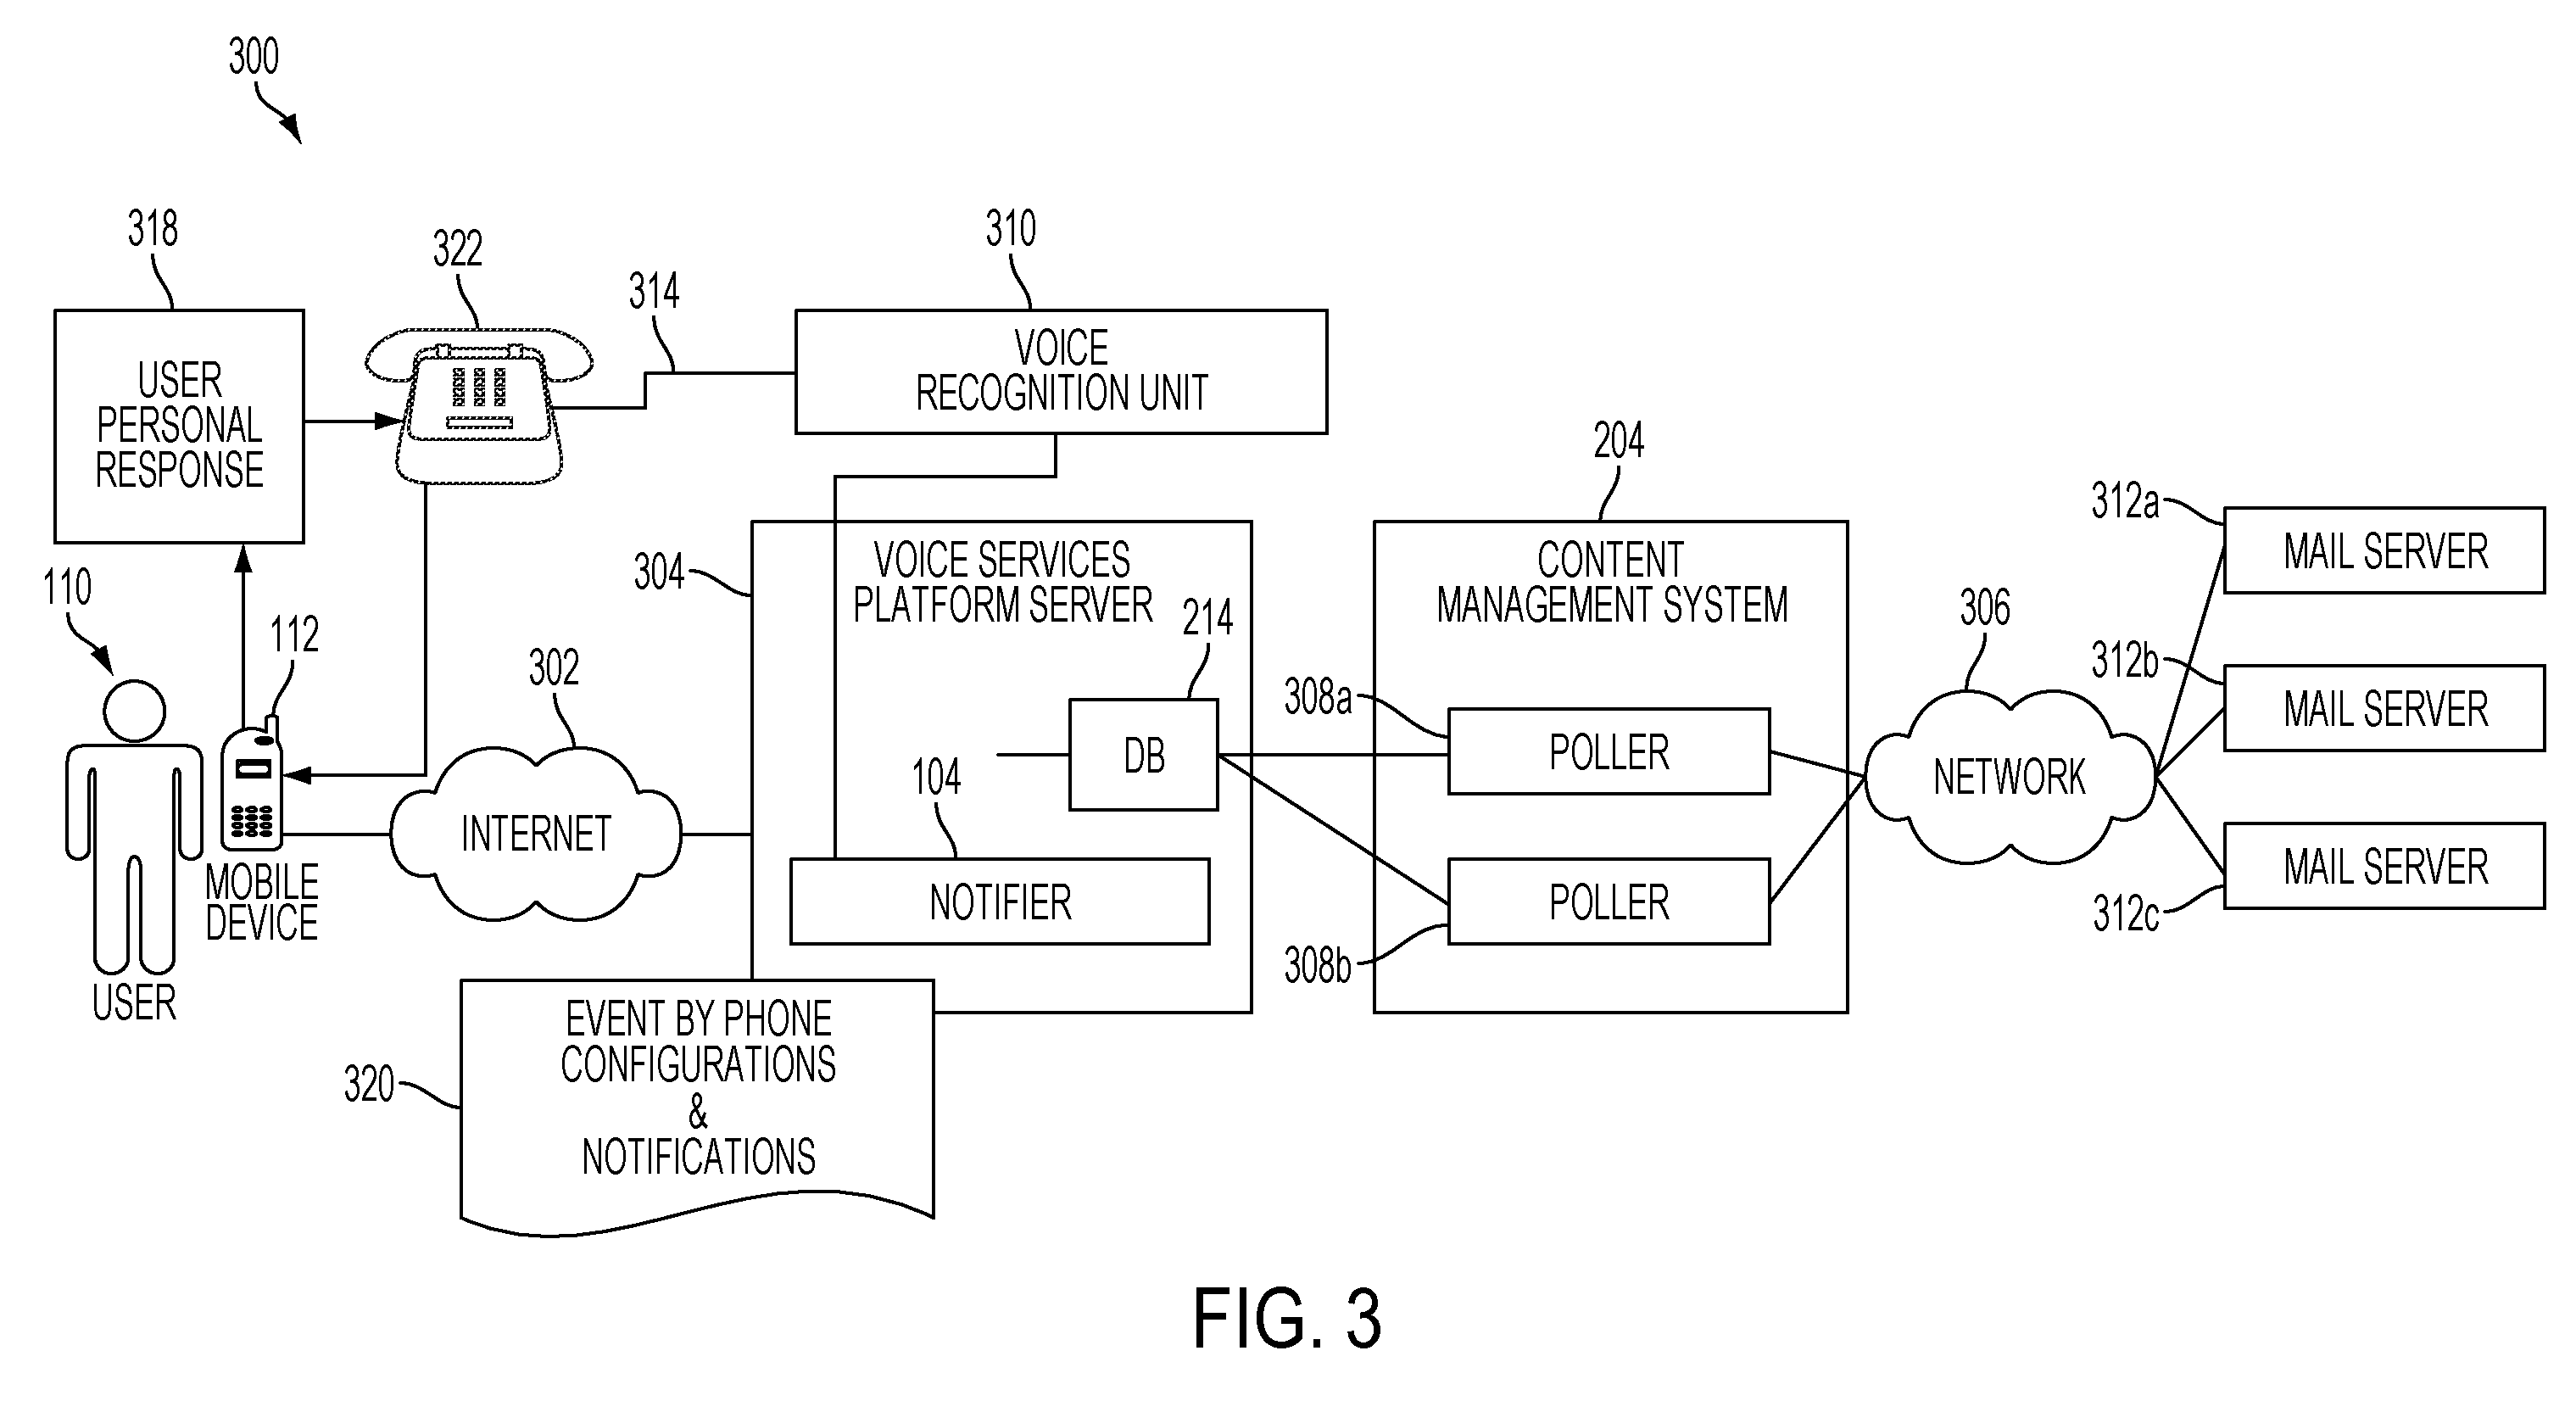 300
318
322
314
310
USER
PERSONAL
RESPONSE
VOICE
RECOGNITION UNIT
204
304
VOICE SERVICES
PLATFORM SERVER
214
CONTENT
MANAGEMENT SYSTEM
312a
MAIL SERVER
110
112
302
306
312b
MAIL SERVER
308a
POLLER
DB
NETWORK
104
INTERNET
MOBILE
DEVICE
NOTIFIER
POLLER
308b
MAIL SERVER
312c
USER
320
EVENT BY PHONE
CONFIGURATIONS
&
NOTIFICATIONS
FIG. 3